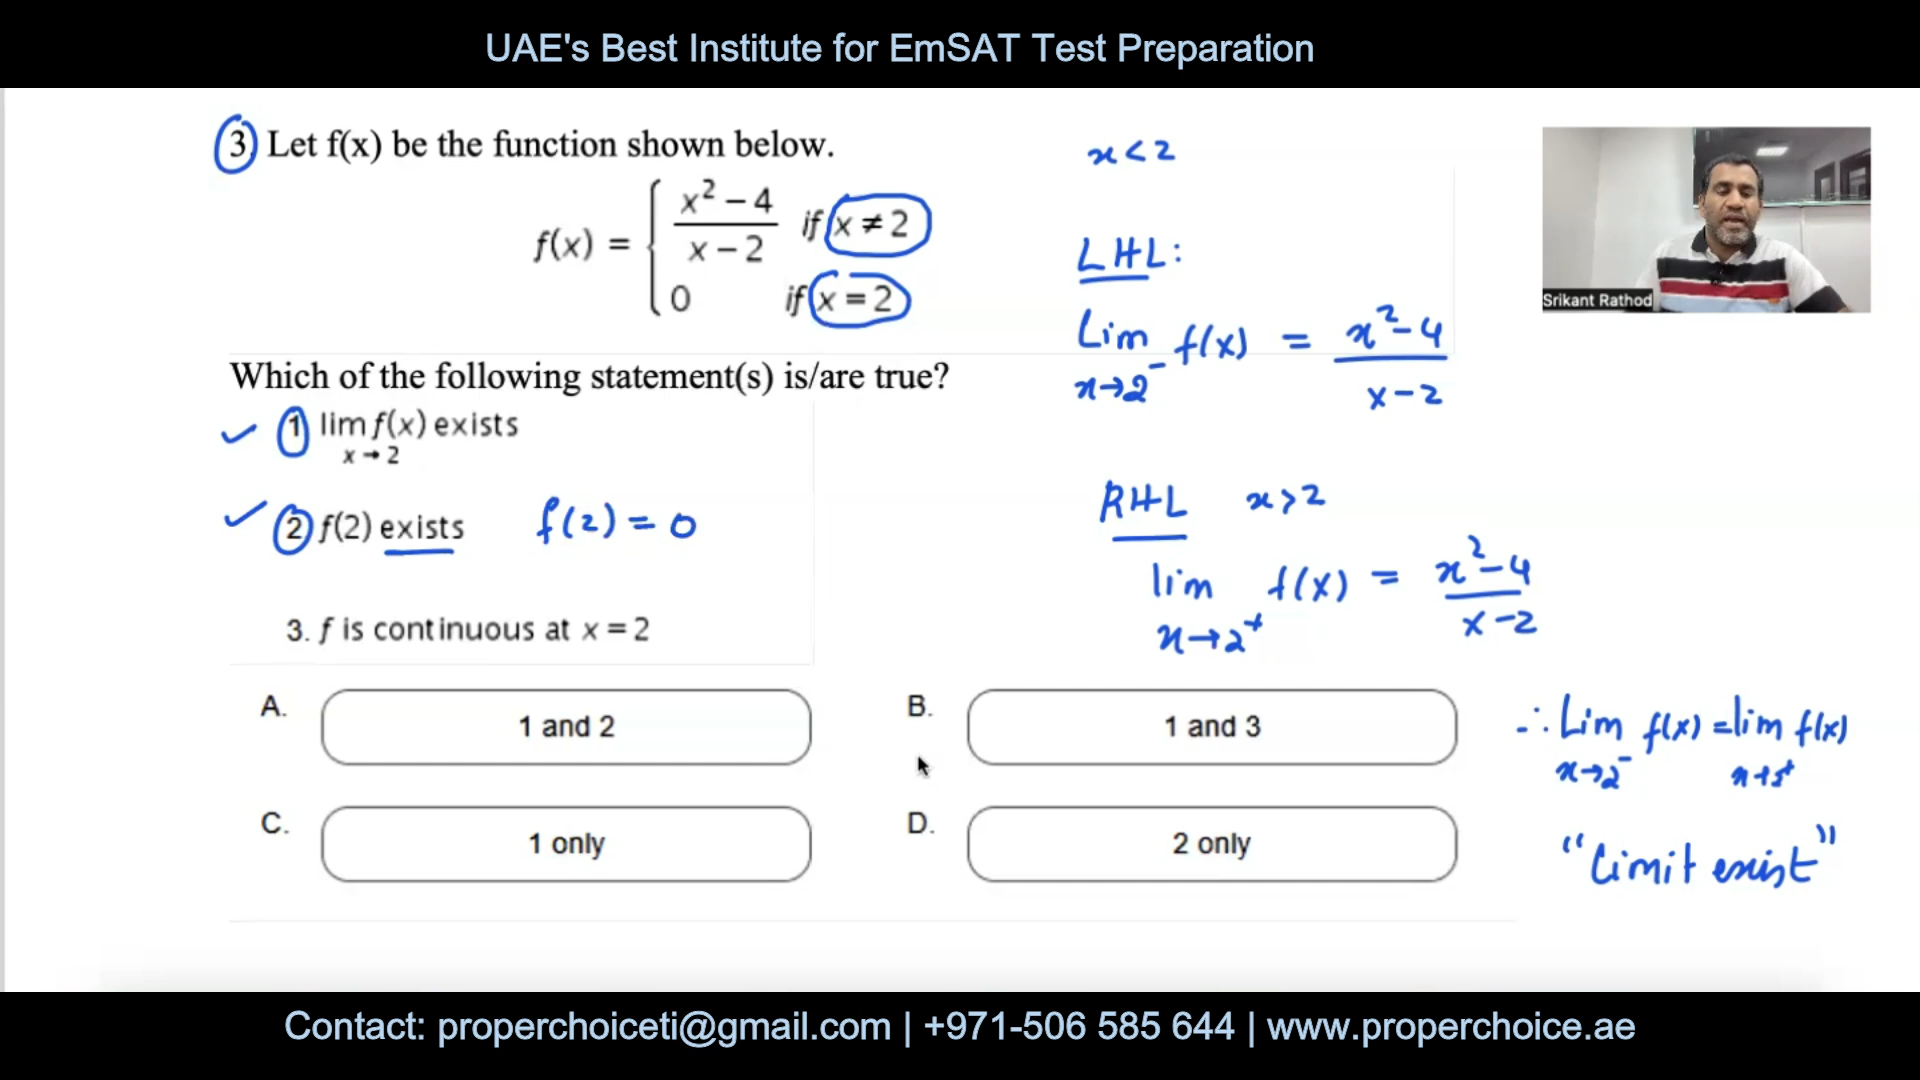 UAE's Best Institute for EmSAT Test Preparation
3. Let f(x) be the function shown below.
f(x) = { x² – 4 / x – 2 if x ≠ 2
0 if x = 2
Which of the following statement(s) is/are true?
1 lim f(x) exists
x → 2
2 f(2) exists f(2) = 0
3. f is continuous at x = 2
A. 1 and 2
B. 1 and 3
C. 1 only
D. 2 only
x < 2
LHL:
Lim f(x) = x² – 4 / x – 2
x → 2⁻
RHL x > 2
lim f(x) = x² – 4 / x – 2
x → 2⁺
∴ Lim f(x) = lim f(x)
x → 2⁻
"limit exist"
Srikant Rathod
Contact: properchoiceti@gmail.com | +971-506 585 644 | www.properchoice.ae